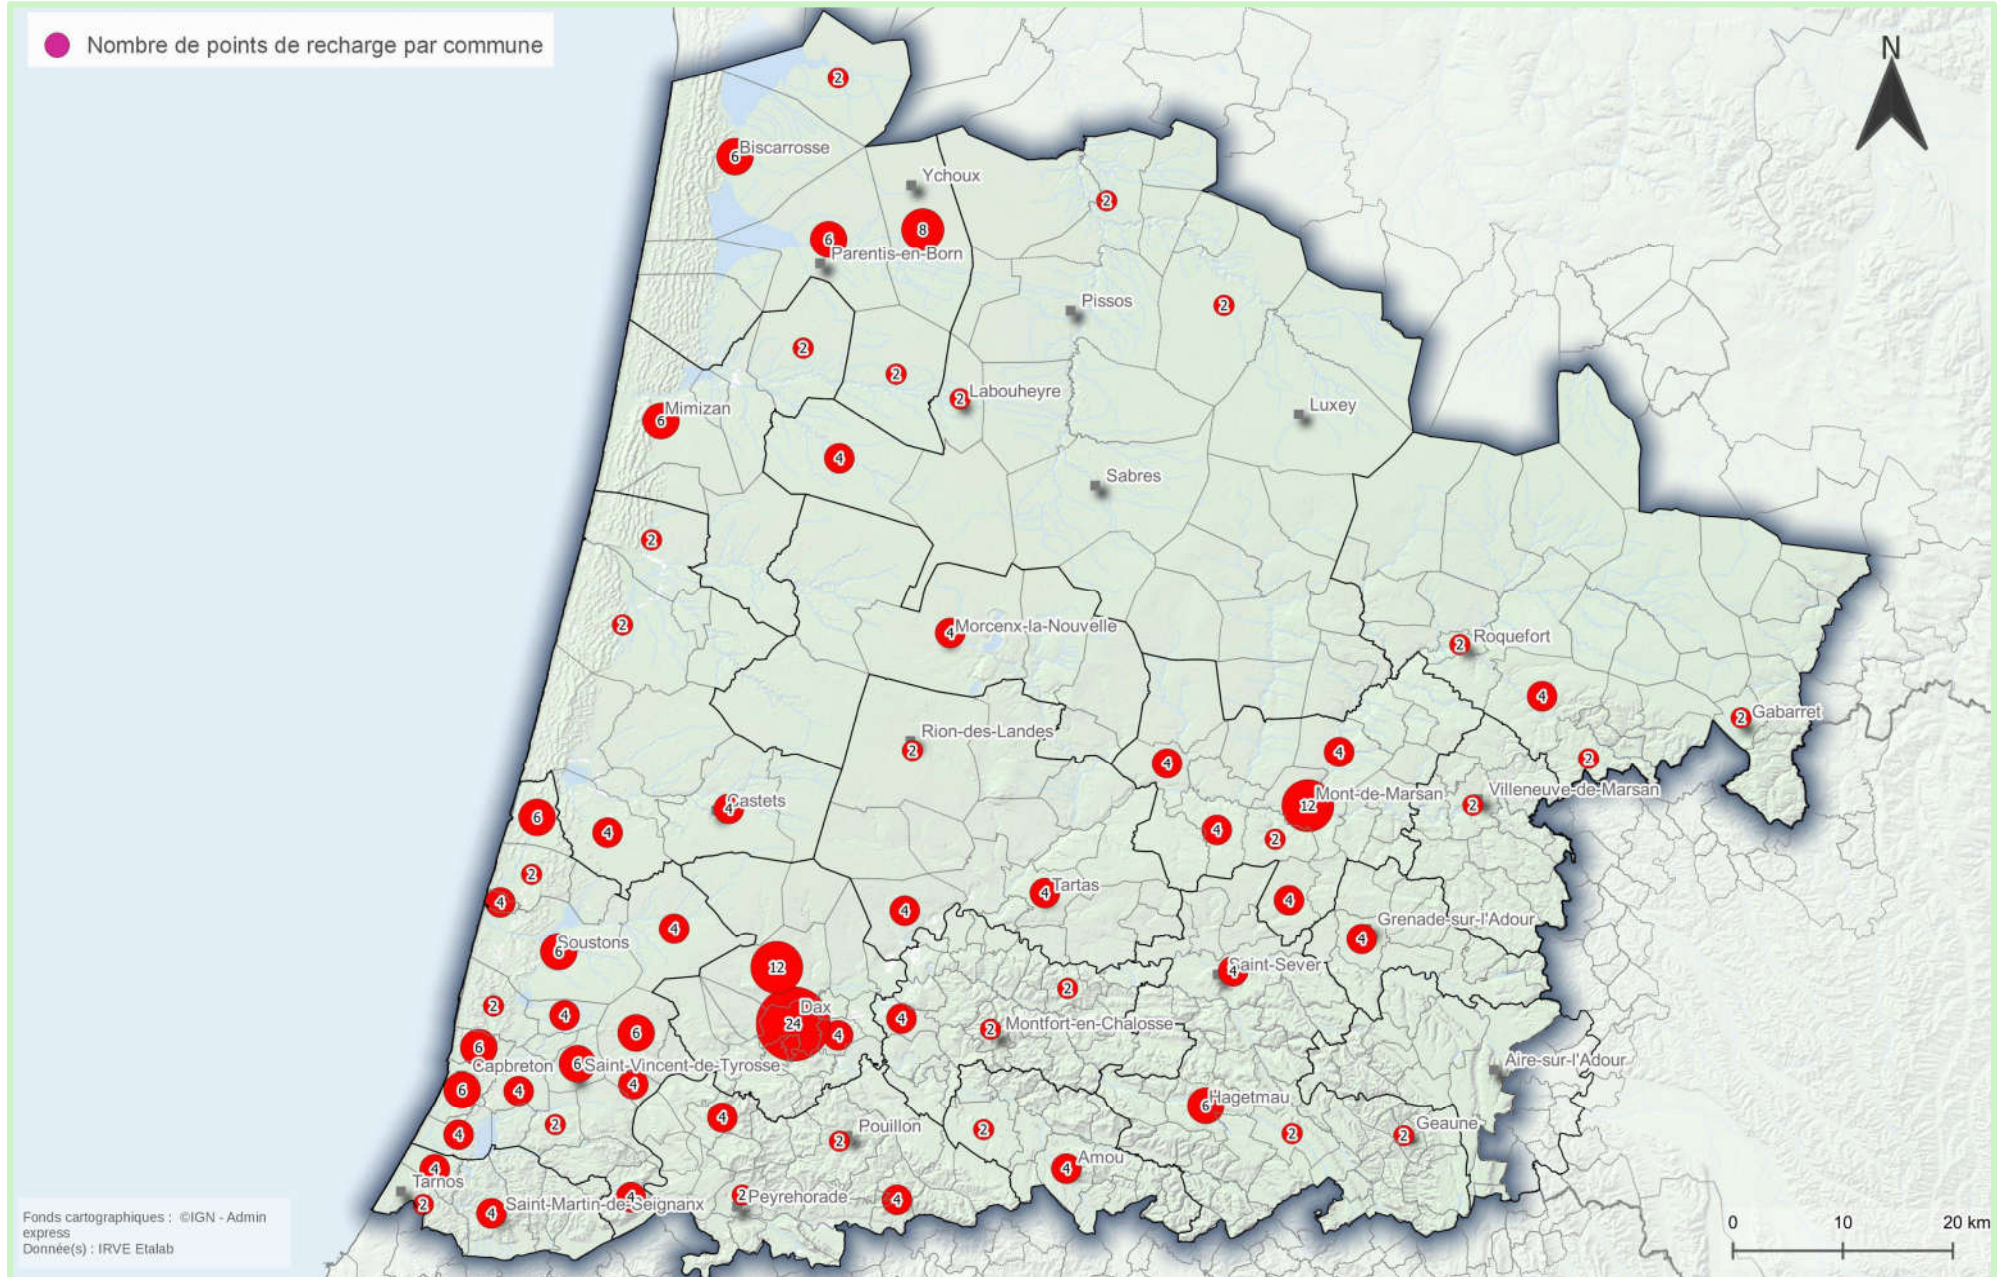 Nombre de points de recharge par commune
N
2
6 Biscarrosse
Ychoux
2
8
6
Parentis-en-Born
Pissos
2
2
2
2 Labouheyre
Luxey
6 Mimizan
4
Sabres
2
2
4 Morcenx-la-Nouvelle
2 Roquefort
4
2 Gabarret
Rion-des-Landes
2
4
4
2
6
4
4 Castets
12 Mont-de-Marsan
2 Villeneuve-de-Marsan
4
2
2
4
4
4 Tartas
4
4
Grenade-sur-l'Adour
4
6 Soustons
12
4 Saint-Sever
2
2
4
24 Dax
4
4
2 Montfort-en-Chalosse
6
6
Capbreton
6 Saint-Vincent-de-Tyrosse
Aire-sur-l'Adour
6
4
4
6 Hagetmau
4
2
4
2 Pouillon
2
2
2 Geaune
4
4 Amou
Tarnos
2
4 Saint-Martin-de-Seignanx
4
2 Peyrehorade
4
Fonds cartographiques : ©IGN - Admin
express
Donnée(s) : IRVE Etalab
0 10 20 km